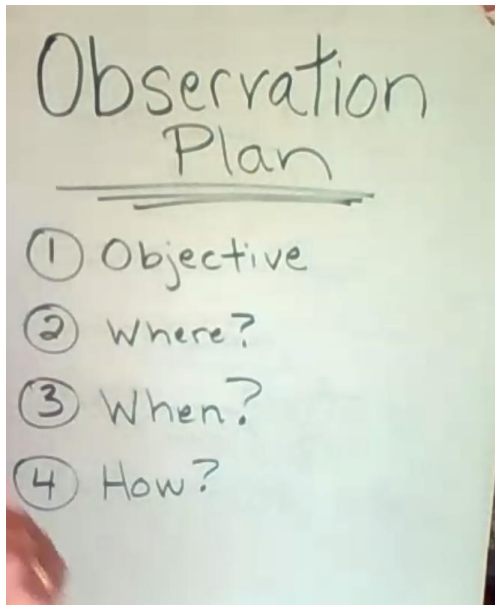 Observation
Plan
1 Objective
2 Where?
3 When?
4 How?